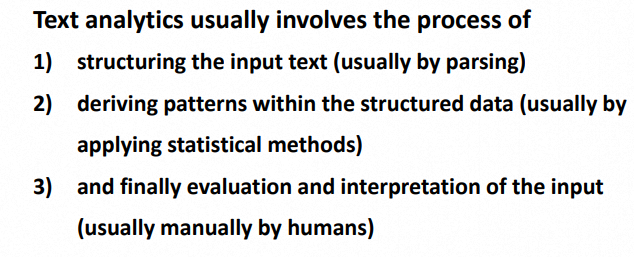 Text analytics usually involves the process of
1) structuring the input text (usually by parsing)
2) deriving patterns within the structured data (usually by
applying statistical methods)
3) and finally evaluation and interpretation of the input
(usually manually by humans)